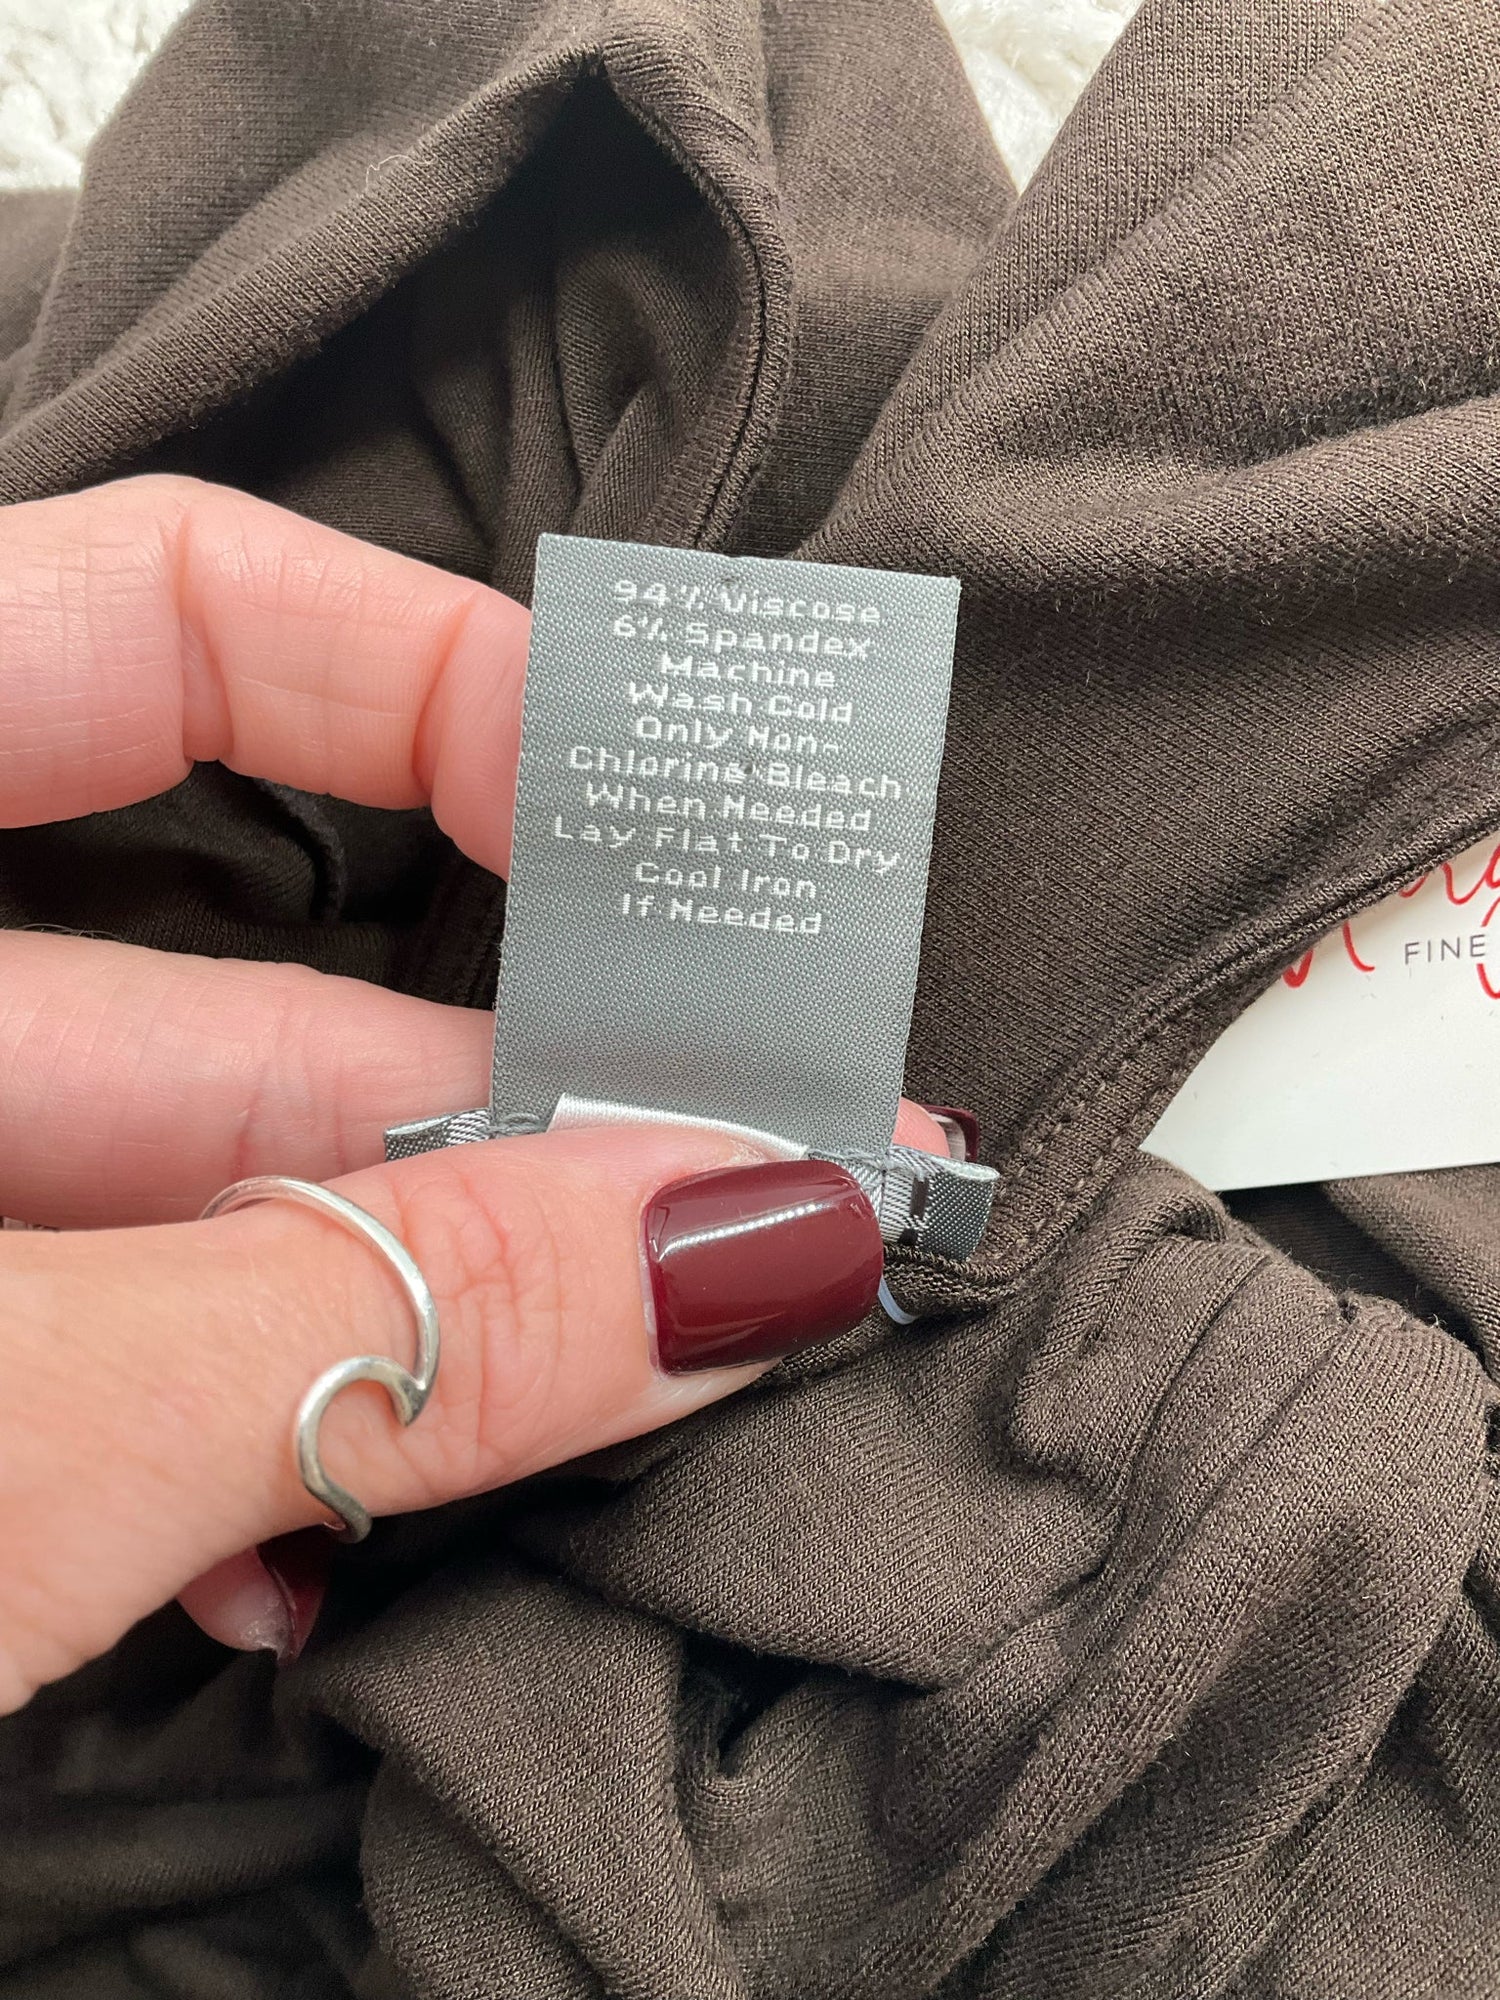 94% Viscose
6% Spandex
Machine
Wash Cold
Only Non-
Chlorine Bleach
When Needed
Lay Flat To Dry
Cool Iron
If Needed
FINE